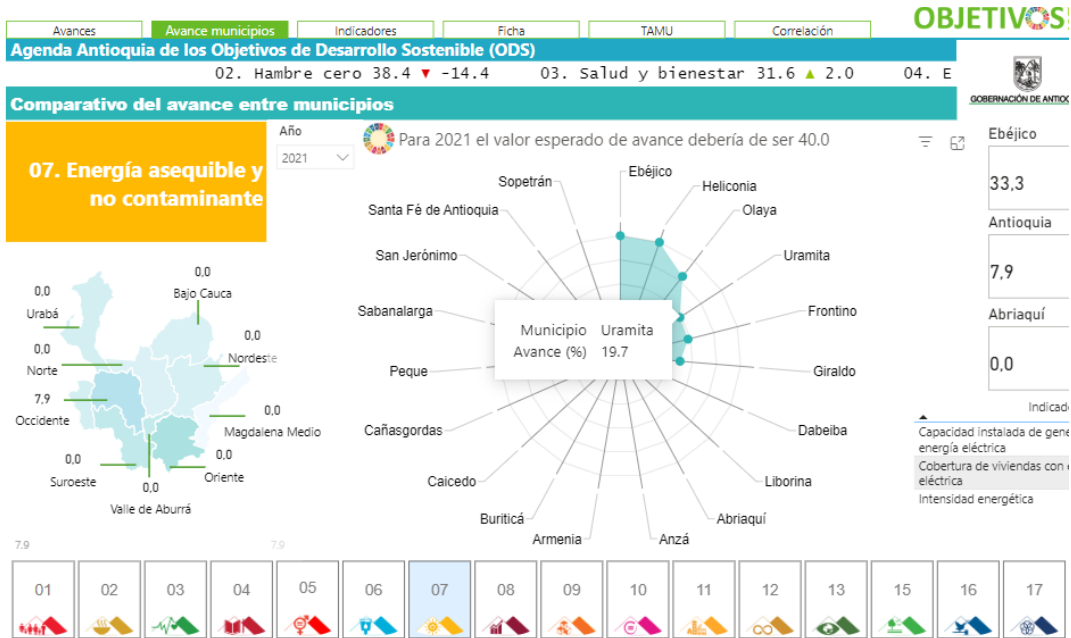 OBJETIVOS
Avances
Avance municipios
Indicadores
Ficha
TAMU
Correlación
Agenda Antioquia de los Objetivos de Desarrollo Sostenible (ODS)
02. Hambre cero 38.4 ▼ -14.4 03. Salud y bienestar 31.6 ▲ 2.0 04. E
GOBERNACIÓN DE ANTIOQ
Comparativo del avance entre municipios
07. Energía asequible y
no contaminante
Año
2021
Para 2021 el valor esperado de avance debería de ser 40.0
Ebéjico
33,3
Antioquia
7,9
Abriaquí
0,0
Ebéjico
Heliconia
Olaya
Uramita
Frontino
Giraldo
Dabeiba
Liborina
Abriaquí
Anzá
Armenia
Buriticá
Caicedo
Cañasgordas
Peque
Sabanalarga
San Jerónimo
Santa Fé de Antioquia
Sopetrán
Municipio Uramita
Avance (%) 19.7
0,0
Bajo Cauca
0,0
Urabá
0,0
Nordeste
0,0
Norte
7,9
Occidente
0,0
Magdalena Medio
0,0
Oriente
0,0
Suroeste
0,0
Valle de Aburrá
Indicado
Capacidad instalada de gene
energía eléctrica
Cobertura de viviendas con e
eléctrica
Intensidad energética
7.9
7.9
01
02
03
04
05
06
07
08
09
10
11
12
13
15
16
17